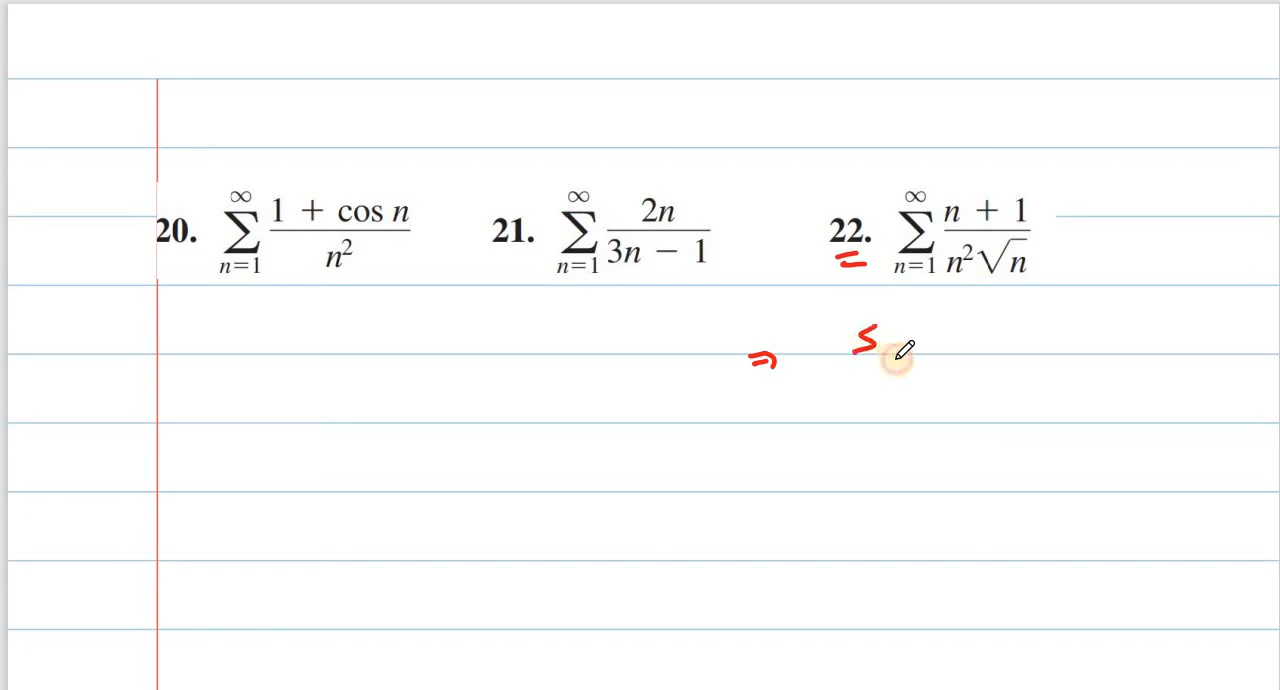 20. ∞∑n=1 (1 + cos n)/n² 21. ∞∑n=1 2n/(3n − 1) 22. ∞∑n=1 (n + 1)/(n²√n)
⇒